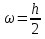 ω = h/2